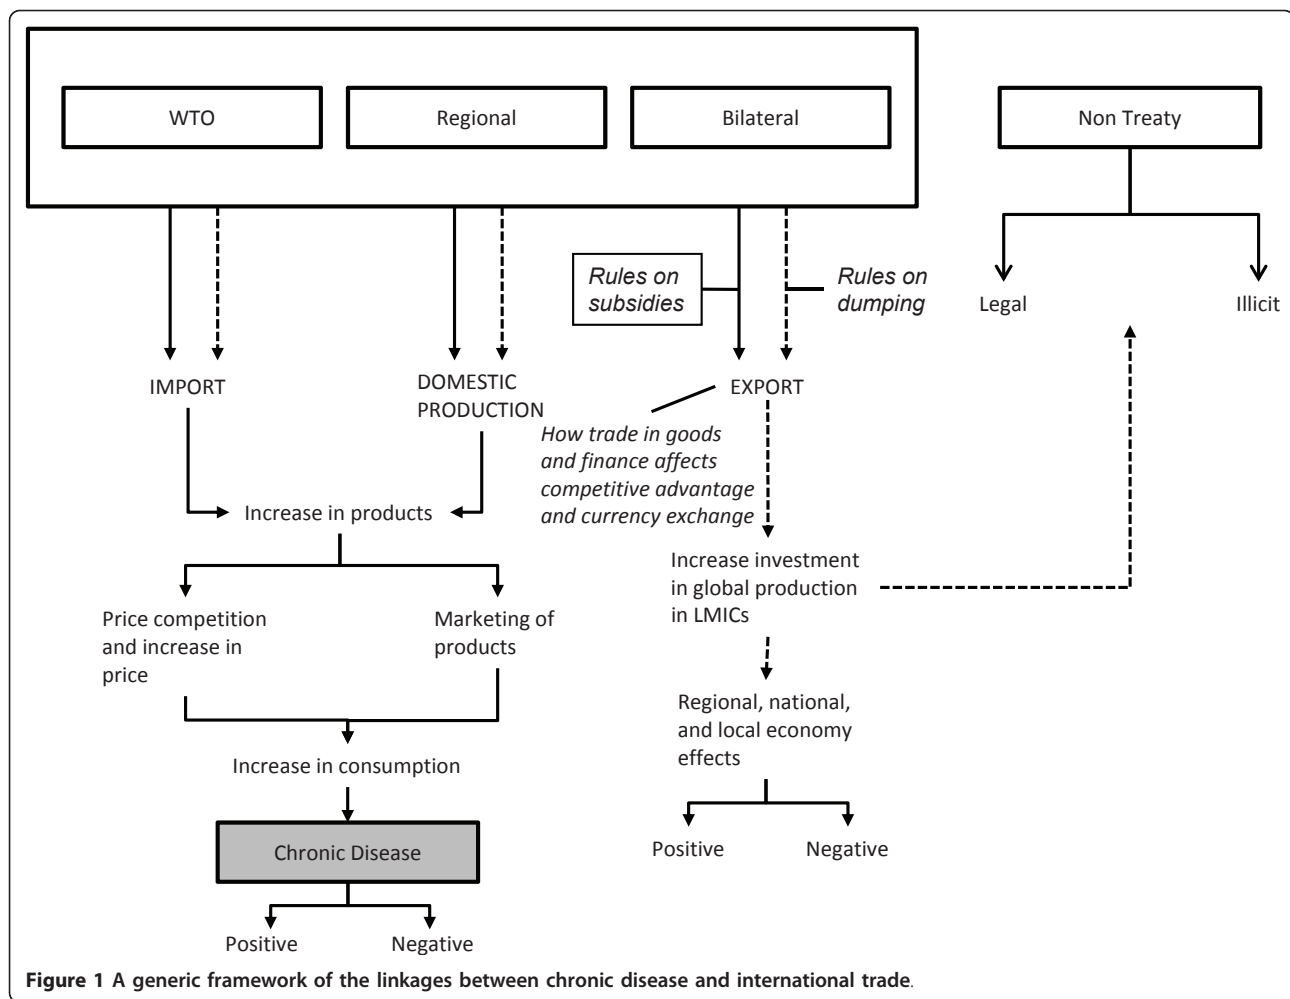 WTO
Regional
Bilateral
Non Treaty
Rules on
subsidies
Rules on
dumping
Legal
Illicit
IMPORT
DOMESTIC
PRODUCTION
EXPORT
How trade in goods
and finance affects
competitive advantage
and currency exchange
Increase in products
Increase investment
in global production
in LMICs
Price competition
and increase in
price
Marketing of
products
Regional, national,
and local economy
effects
Increase in consumption
Positive
Negative
Chronic Disease
Positive
Negative
Figure 1 A generic framework of the linkages between chronic disease and international trade.